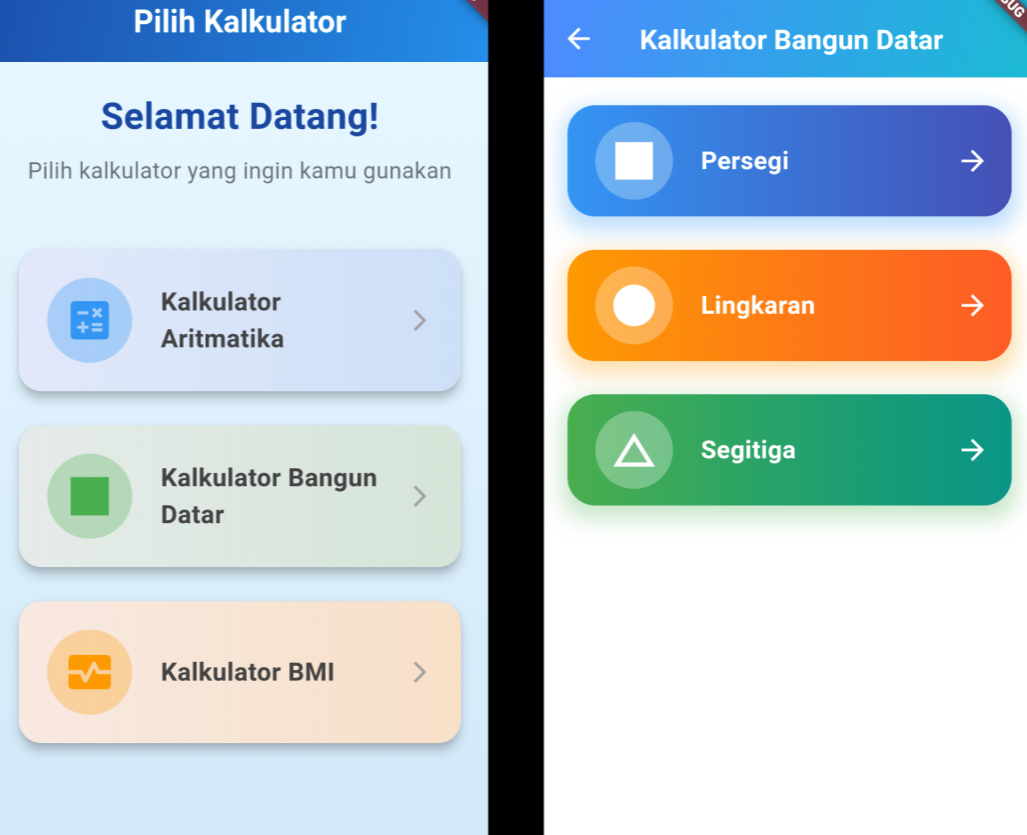 Pilih Kalkulator
Selamat Datang!
Pilih kalkulator yang ingin kamu gunakan
Kalkulator
Aritmatika
Kalkulator Bangun
Datar
Kalkulator BMI
Kalkulator Bangun Datar
Persegi
Lingkaran
Segitiga